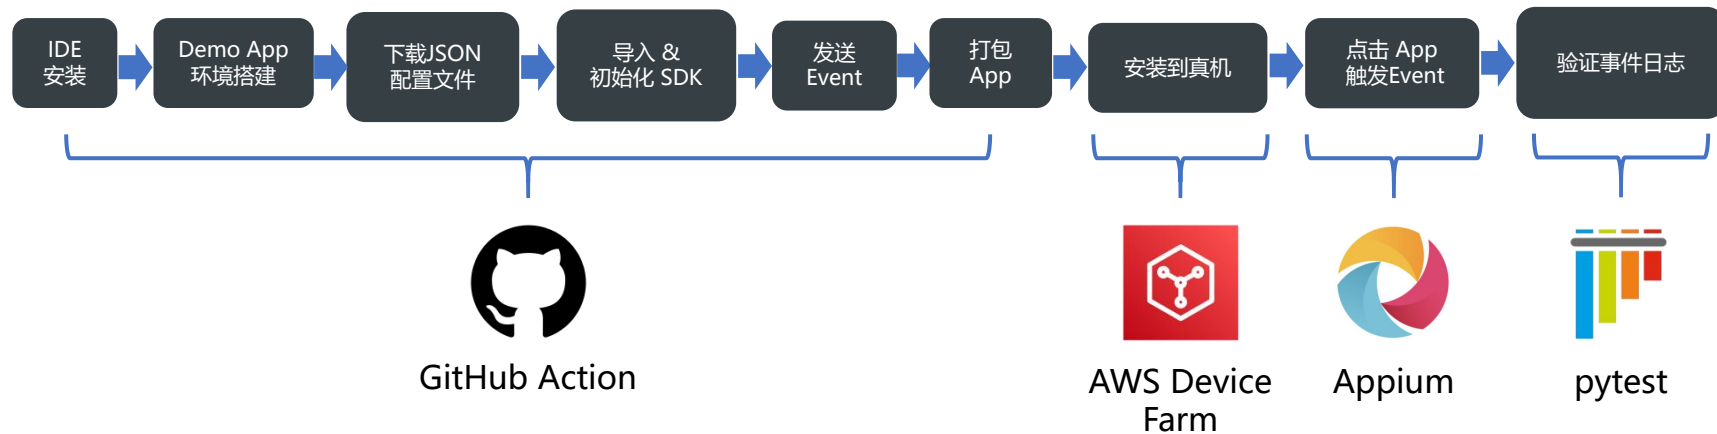 IDE
安装
Demo App
环境搭建
下载JSON
配置文件
导入 &
初始化 SDK
发送
Event
打包
App
安装到真机
点击 App
触发Event
验证事件日志
GitHub Action
AWS Device
Farm
Appium
pytest